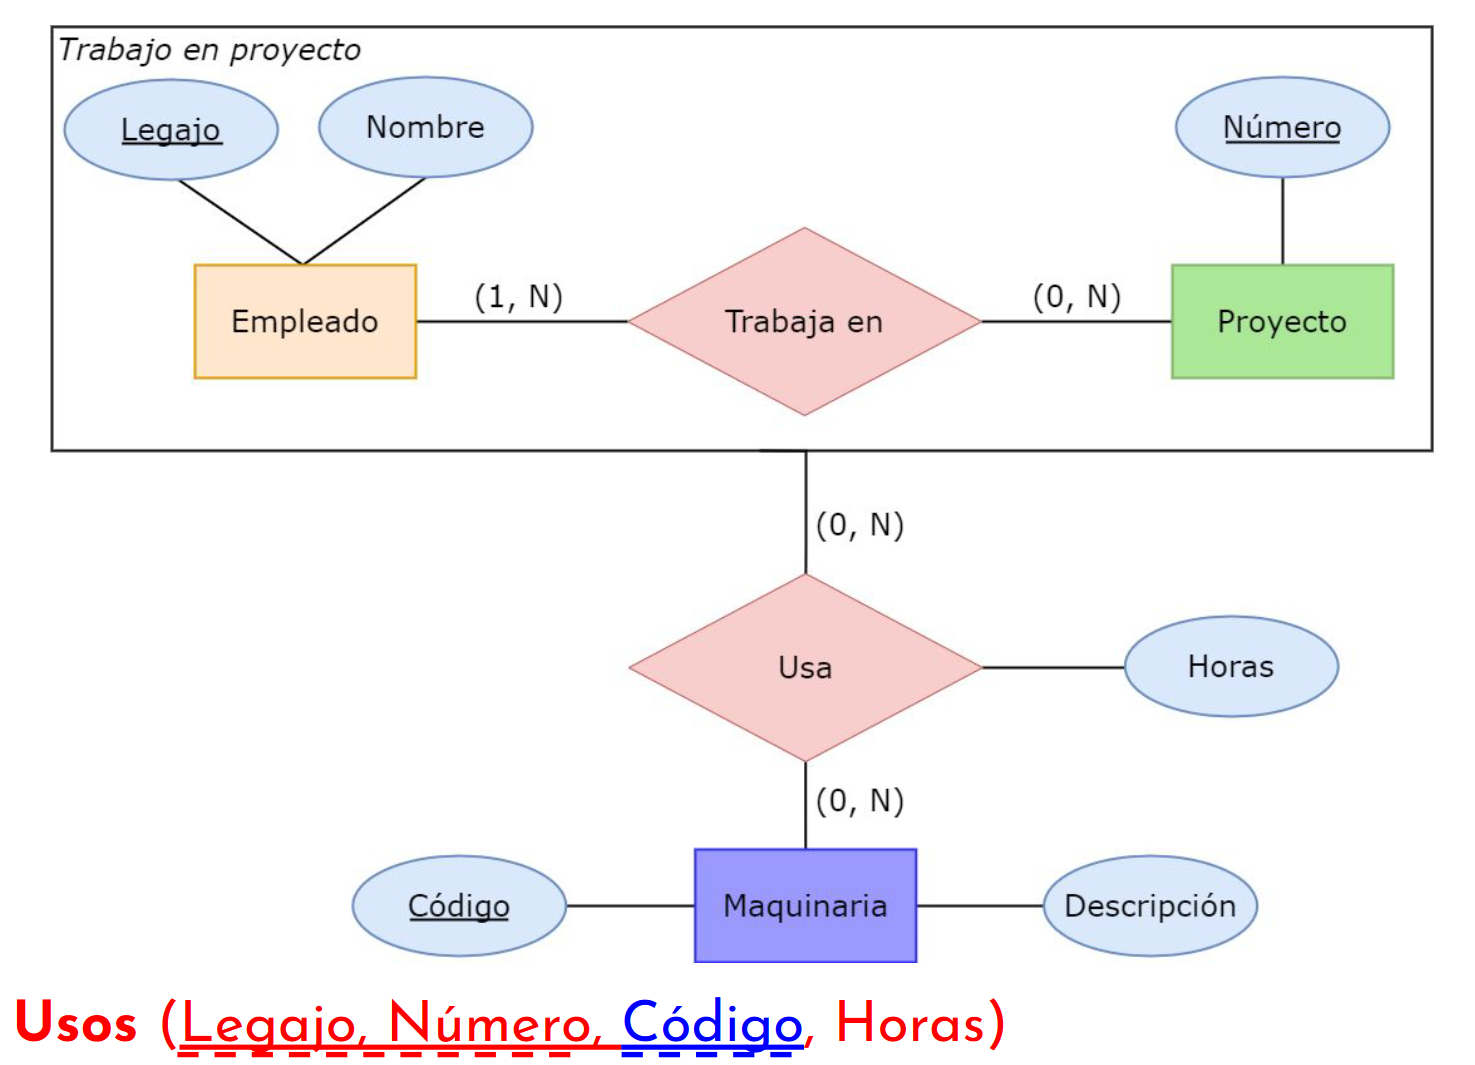 Trabajo en proyecto
Legajo
Nombre
Número
Empleado
(1, N)
Trabaja en
(0, N)
Proyecto
(0, N)
Usa
Horas
(0, N)
Código
Maquinaria
Descripción
Usos (Legajo, Número, Código, Horas)